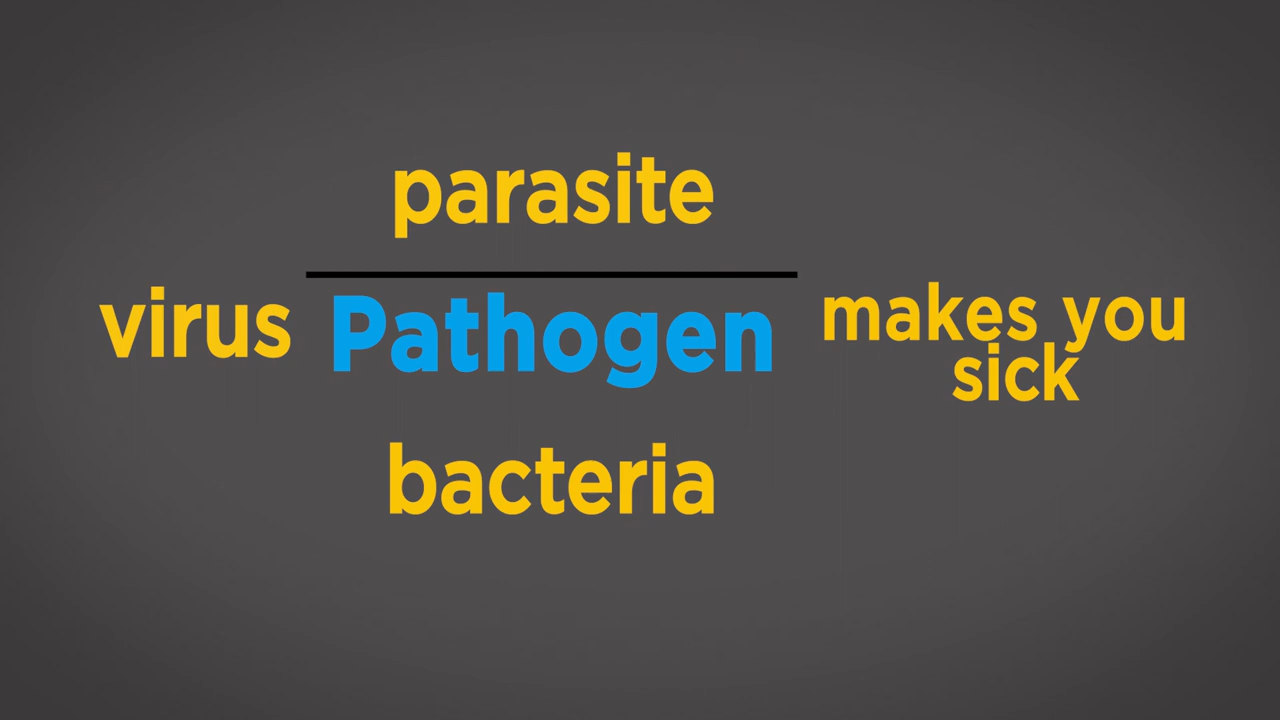 parasite
virus
Pathogen
makes you
sick
bacteria